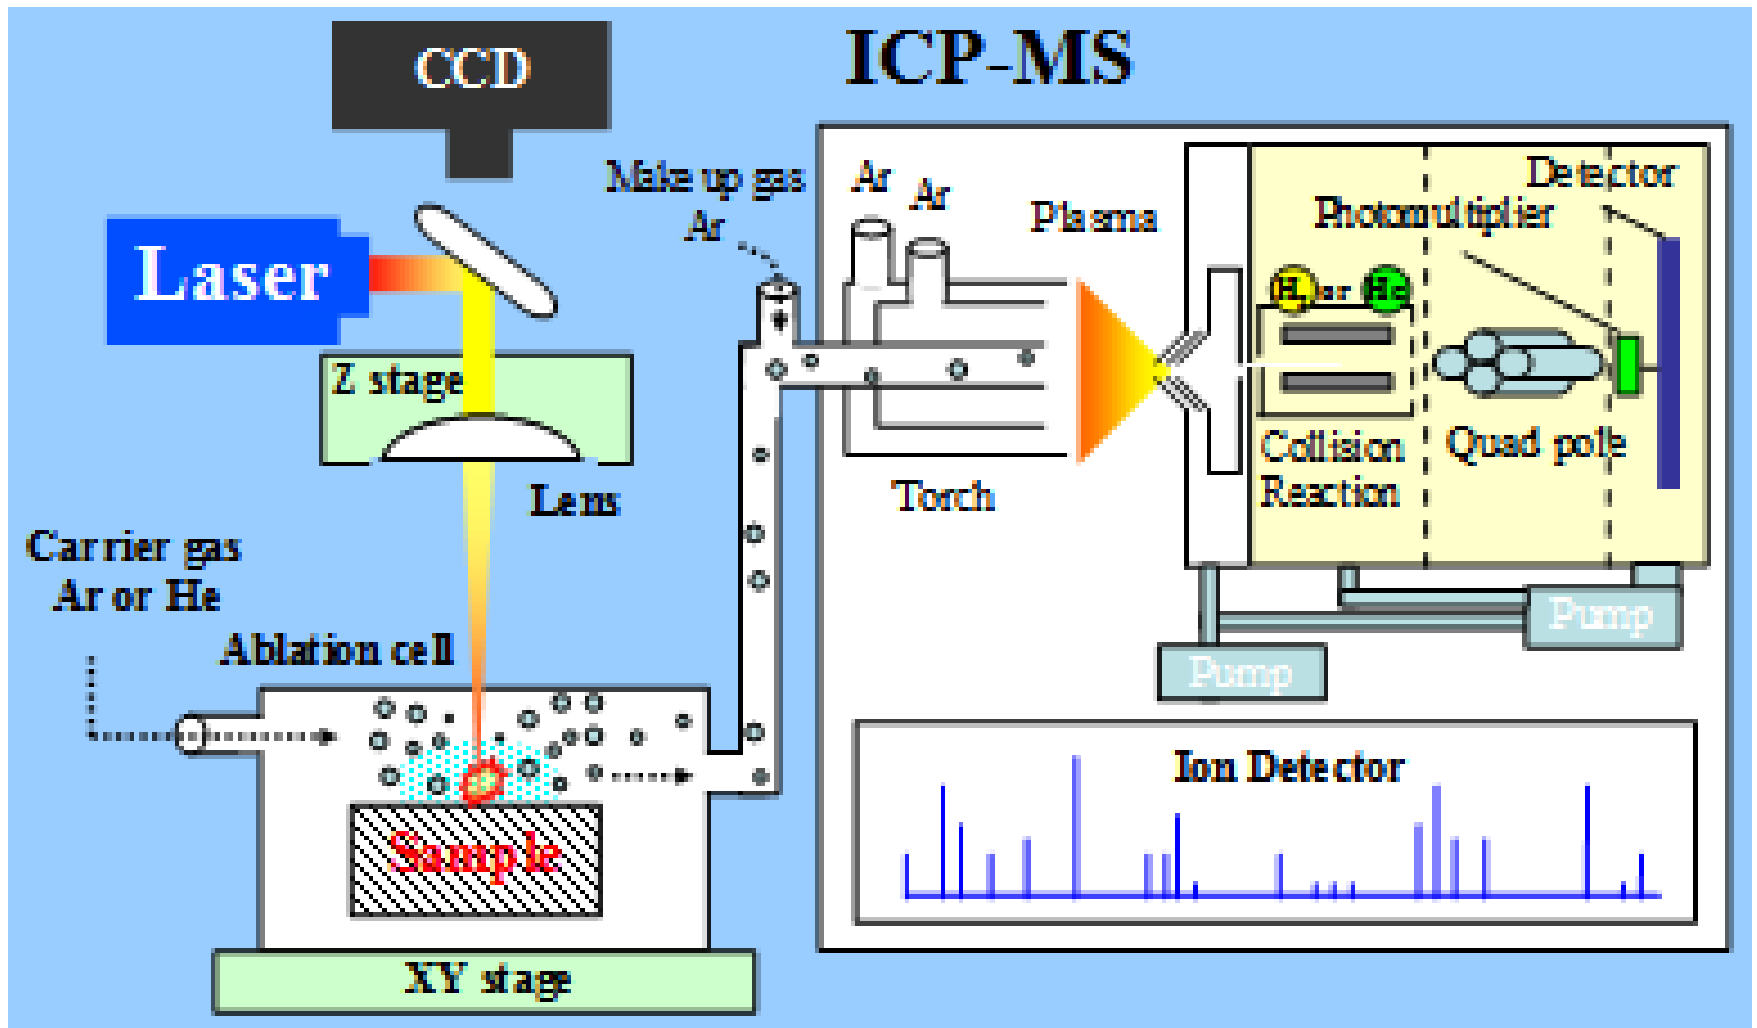 CCD
ICP-MS
Make up gas
Ar
Ar
Ar
Plasma
Detector
Photomultiplier
Laser
or
He
Z stage
Lens
Torch
Collision
Reaction
Quad pole
Carrier gas
Ar or He
Ablation cell
Pump
Pump
Sample
Ion Detector
XY stage